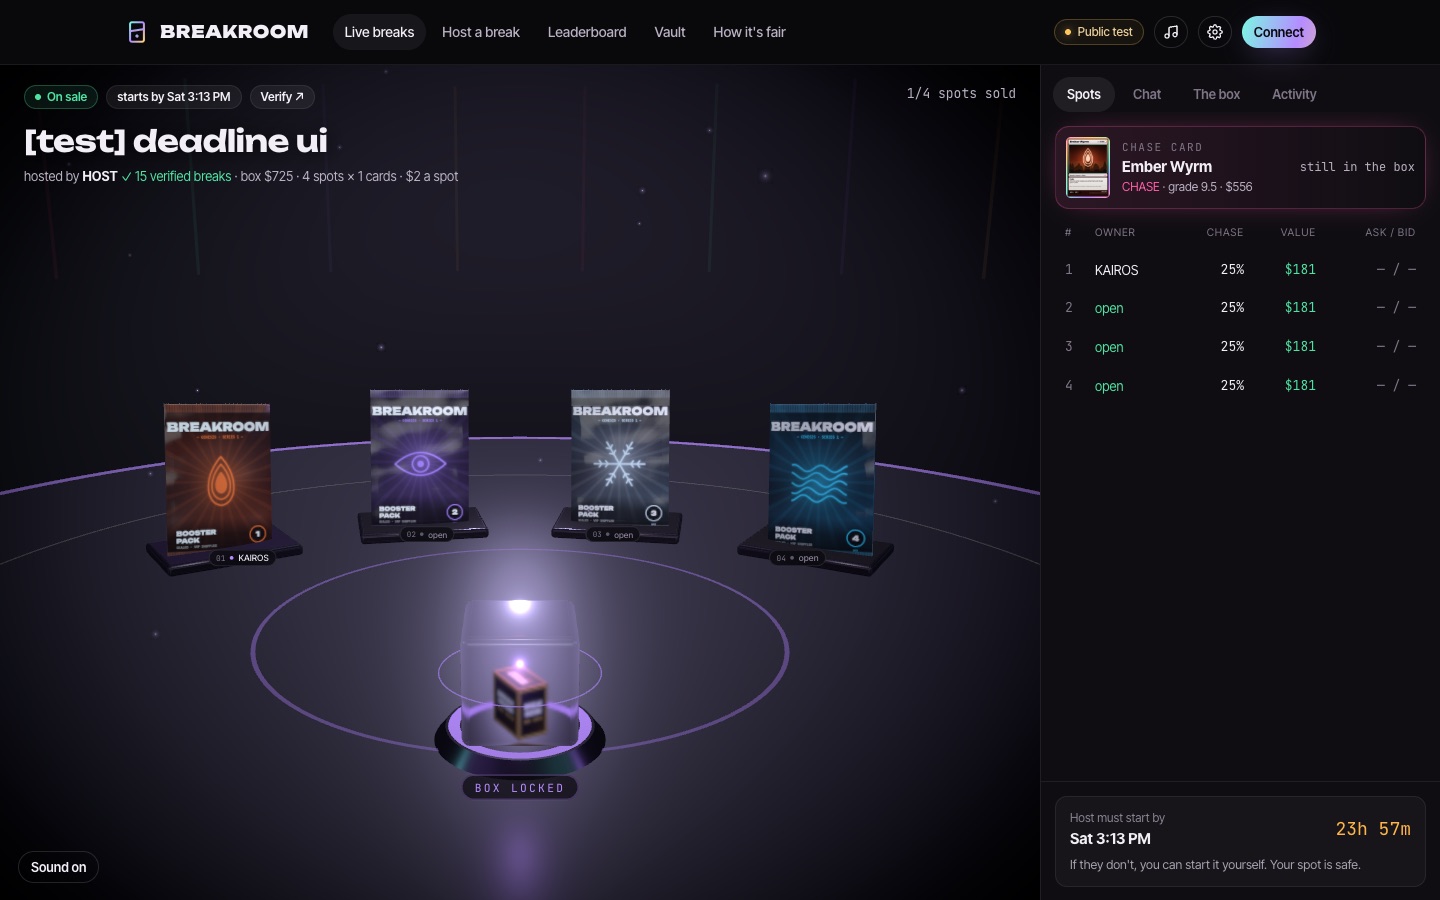 BREAKROOM
Live breaks
Host a break
Leaderboard
Vault
How it's fair
Public test
Connect
On sale
starts by Sat 3:13 PM
Verify ↗
1/4 spots sold
[test] deadline ui
hosted by HOST ✓ 15 verified breaks · box $725 · 4 spots × 1 cards · $2 a spot
BREAKROOM
BOOSTER
PACK
1
01 • KAIROS
BREAKROOM
BOOSTER
PACK
2
02 • open
BREAKROOM
BOOSTER
PACK
3
03 • open
BREAKROOM
BOOSTER
PACK
4
04 • open
BOX LOCKED
Sound on
Spots
Chat
The box
Activity
CHASE CARD
Ember Wyrm
CHASE · grade 9.5 · $556
still in the box
# OWNER CHASE VALUE ASK / BID
1 KAIROS 25% $181 — / —
2 open 25% $181 — / —
3 open 25% $181 — / —
4 open 25% $181 — / —
Host must start by
Sat 3:13 PM
23h 57m
If they don't, you can start it yourself. Your spot is safe.